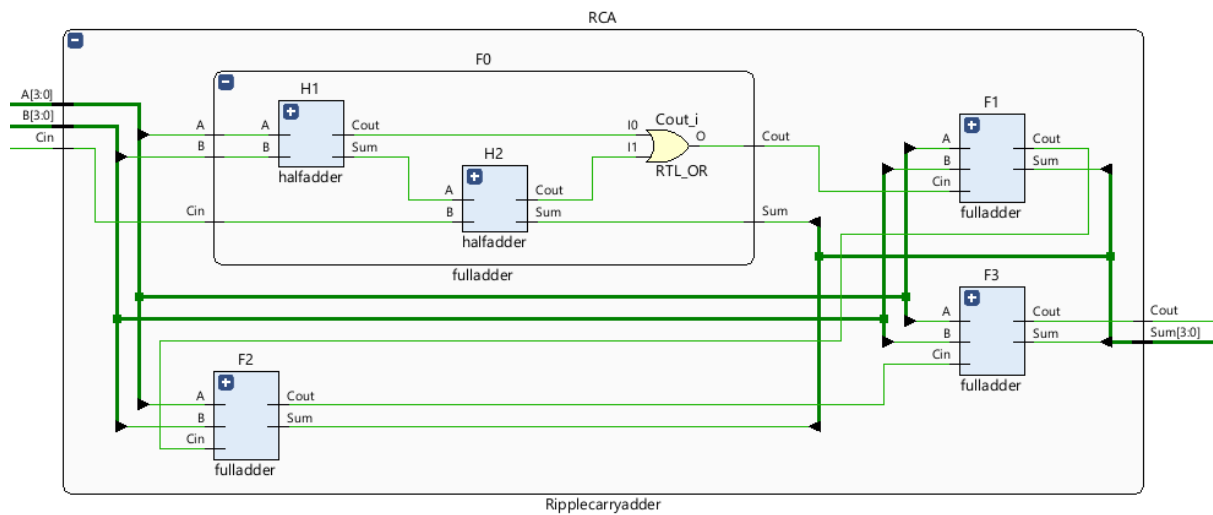 RCA
A[3:0]
B[3:0]
Cin
F0
H1
A A Cout
B B Sum
halfadder
H2
A Cout
B Sum
halfadder
Cout_i
I0 O
I1
RTL_OR
Cout
Cin
Sum
fulladder
F1
A Cout
B Sum
Cin
fulladder
F3
A Cout
B Sum
Cin
fulladder
Cout
Sum[3:0]
F2
A Cout
B Sum
Cin
fulladder
Ripplecarryadder